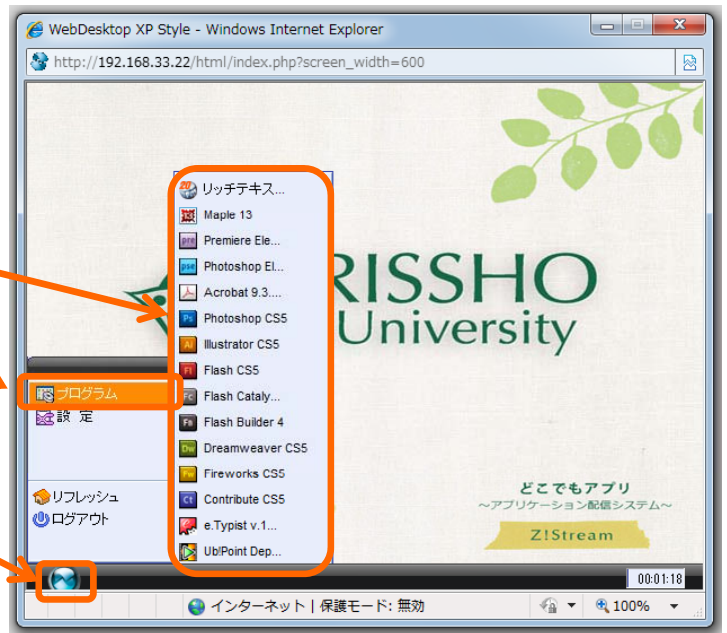 WebDesktop XP Style - Windows Internet Explorer
http://192.168.33.22/html/index.php?screen_width=600
リッチテキス...
Maple 13
Premiere Ele...
Photoshop El...
Acrobat 9.3....
Photoshop CS5
Illustrator CS5
Flash CS5
Flash Cataly...
Flash Builder 4
Dreamweaver CS5
Fireworks CS5
Contribute CS5
e.Typist v.1...
Ub!Point Dep...
RISSHO
University
プログラム
設 定
リフレッシュ
ログアウト
どこでもアプリ
～アプリケーション配信システム～
Z!Stream
00:01:18
インターネット | 保護モード: 無効
100%